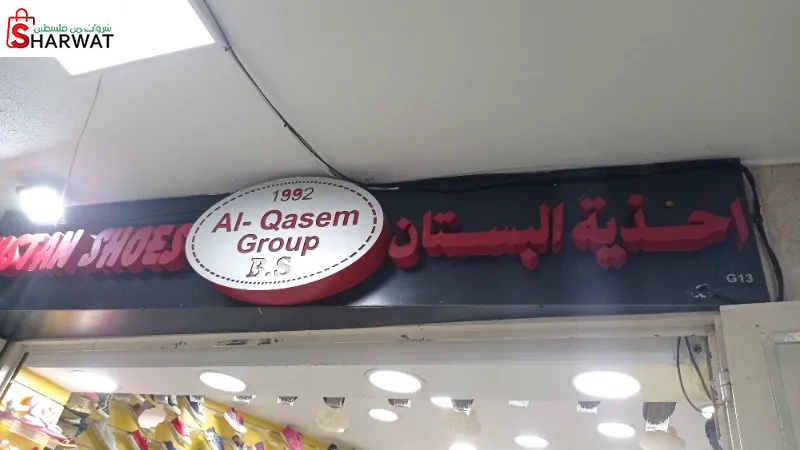 شروات من فلسطين
SHARWAT
1992
Al- Qasem
Group
B.S
STAN SHOES
احذية البستان
G13